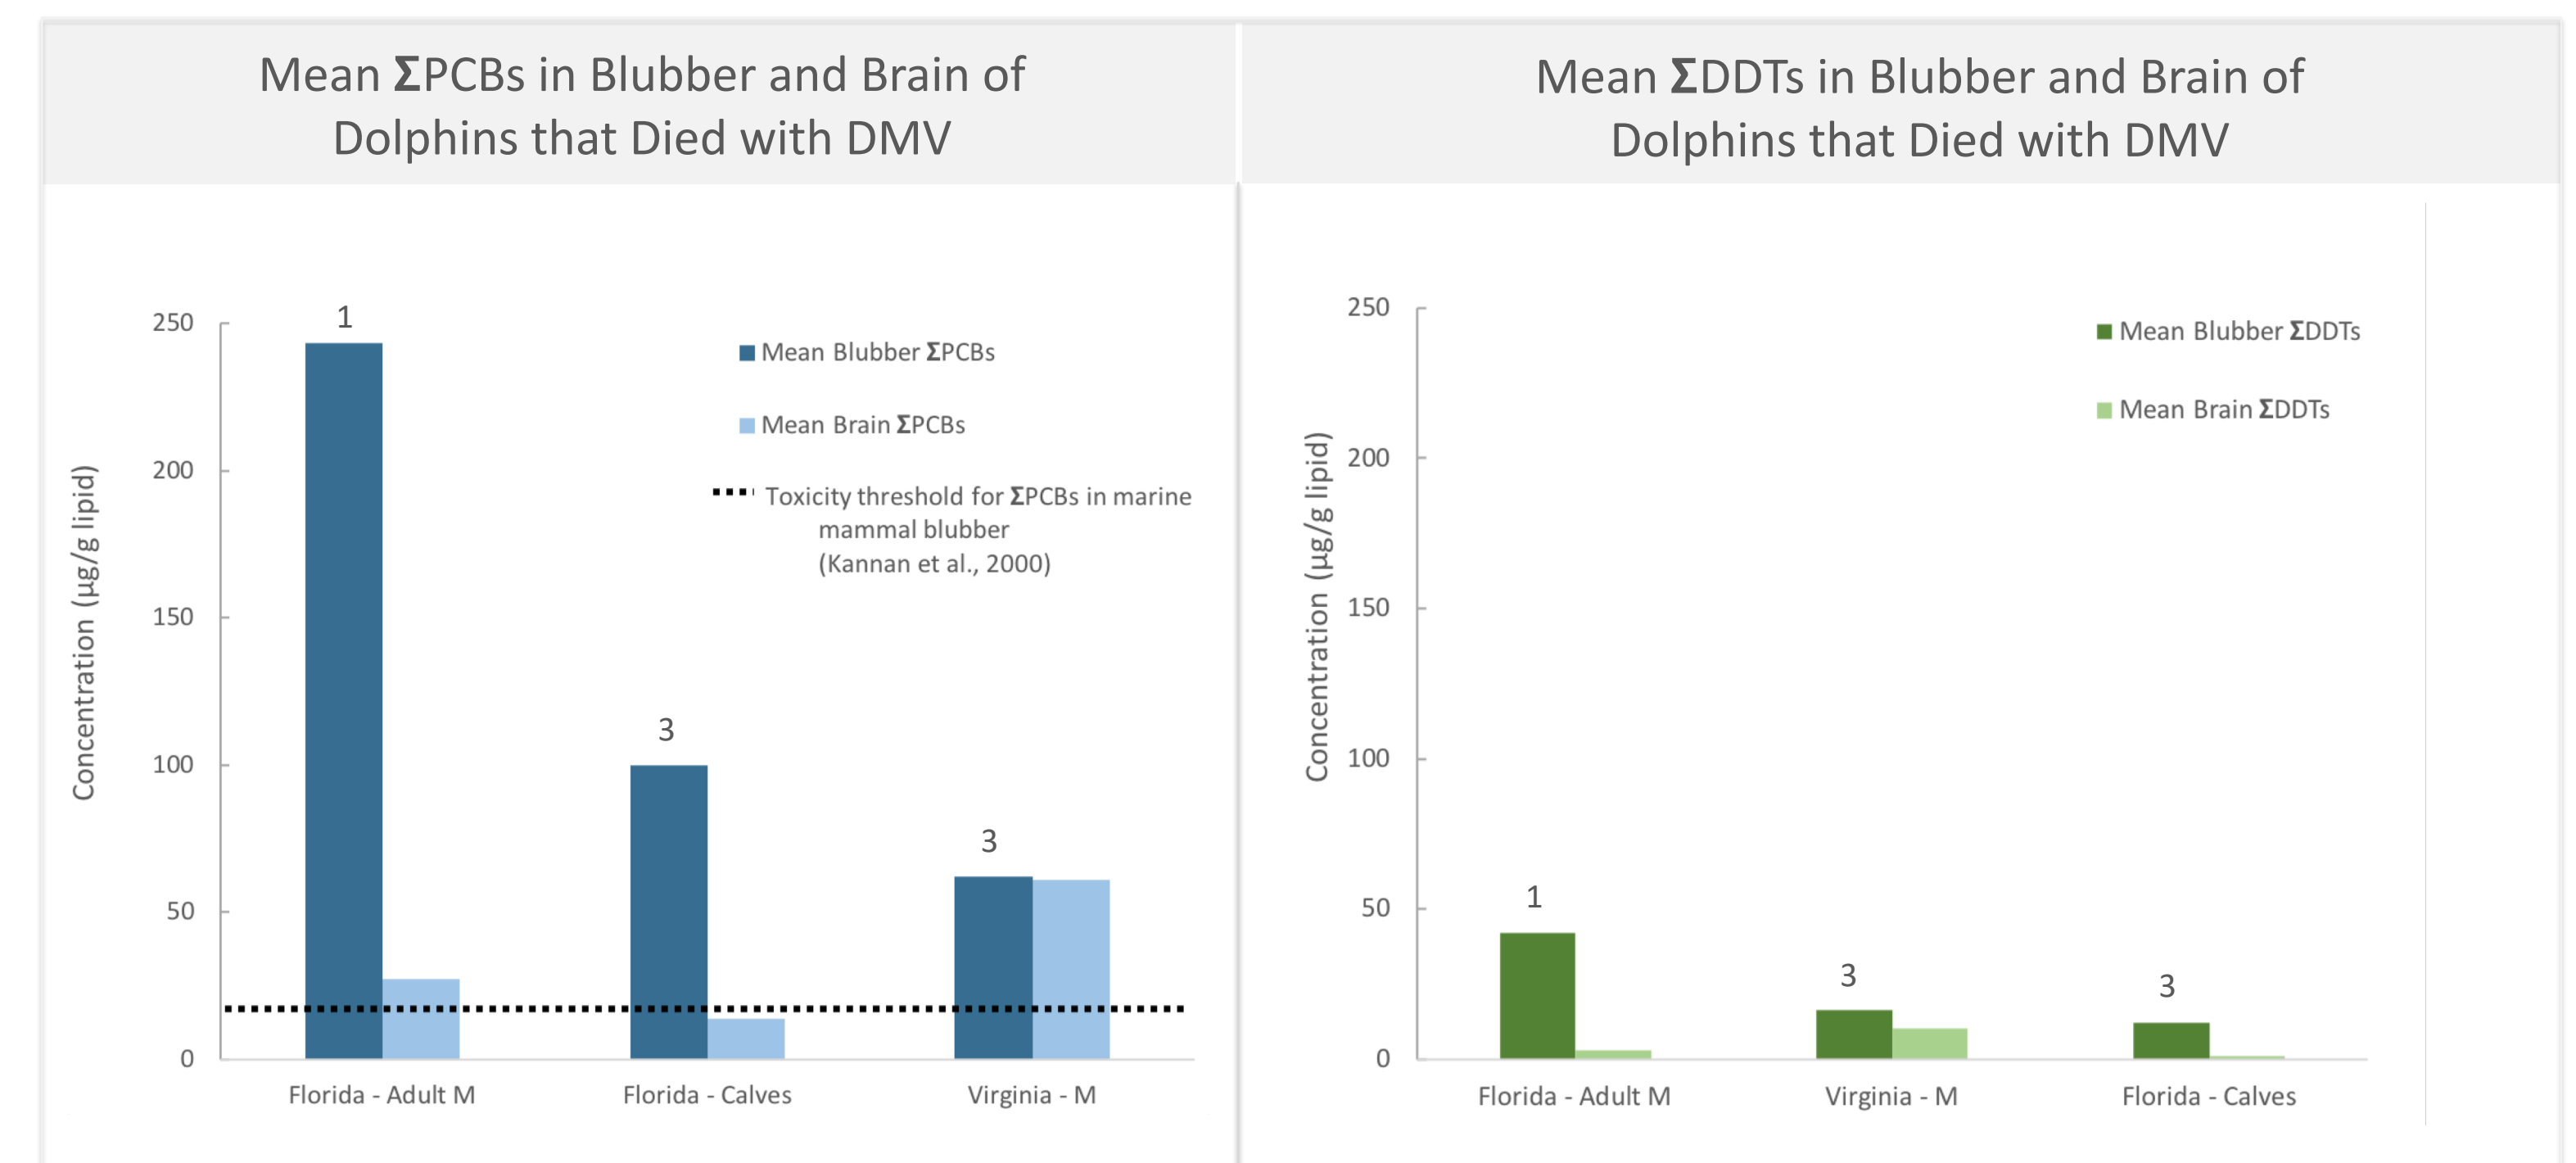 Mean ΣPCBs in Blubber and Brain of
Dolphins that Died with DMV
Concentration (µg/g lipid)
250
200
150
100
50
0
1
3
3
Mean Blubber ΣPCBs
Mean Brain ΣPCBs
Toxicity threshold for ΣPCBs in marine
mammal blubber
(Kannan et al., 2000)
Florida - Adult M
Florida - Calves
Virginia - M
Mean ΣDDTs in Blubber and Brain of
Dolphins that Died with DMV
Concentration (µg/g lipid)
250
200
150
100
50
0
1
3
3
Mean Blubber ΣDDTs
Mean Brain ΣDDTs
Florida - Adult M
Virginia - M
Florida - Calves